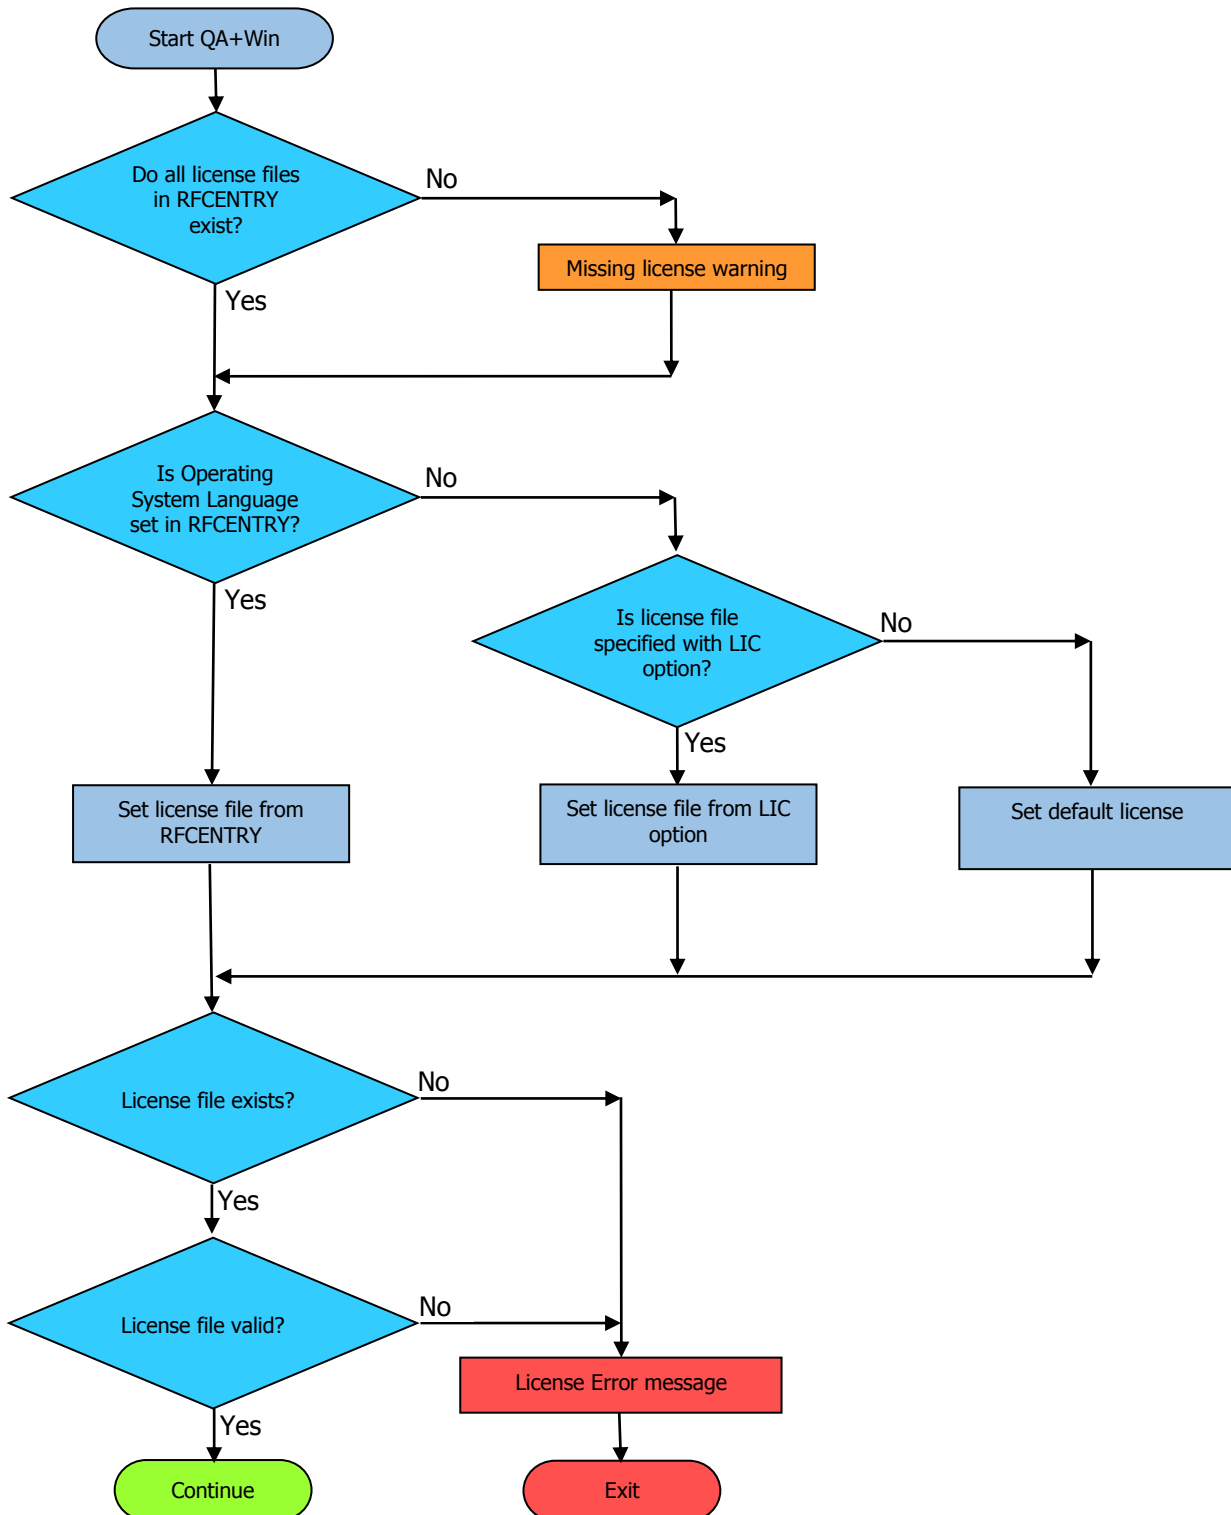 Start QA+Win
Do all license files
in RFCENTRY
exist?
No
Missing license warning
Yes
Is Operating
System Language
set in RFCENTRY?
No
Yes
Is license file
specified with LIC
option?
No
Yes
Set license file from
RFCENTRY
Set license file from LIC
option
Set default license
License file exists?
No
Yes
License file valid?
No
License Error message
Yes
Continue
Exit